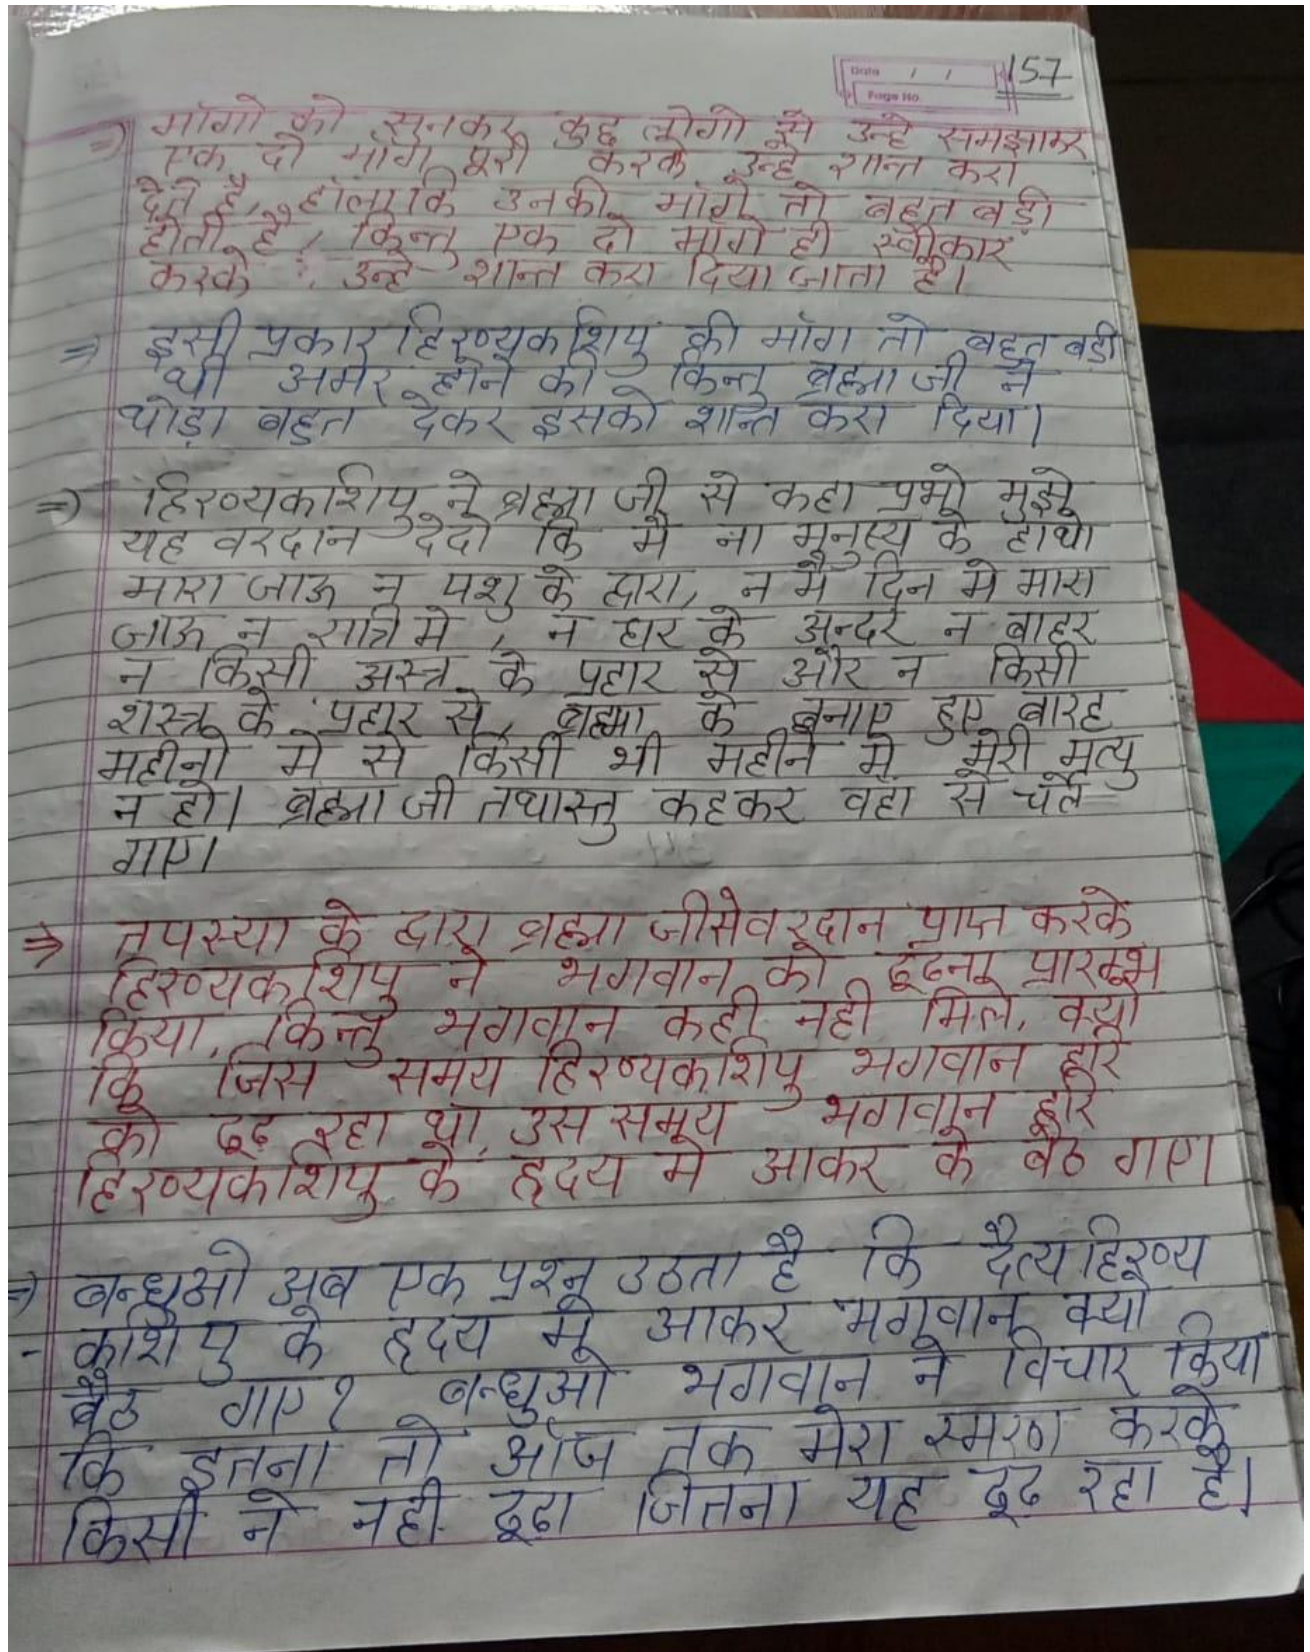 Date / / 157
Page No.
⇒ माँगो को सुनकर कुछ लोगो से उन्हे समझाकर
एक दो माँग पूरी करके उन्हे शान्त करा
देते है, हॉलाकि उनकी माँगे तो बहुत बड़ी
होती है, किन्तु एक दो माँगे ही स्वीकार
करके उन्हे शान्त करा दिया जाता है।
⇒ इसी प्रकार हिरण्यकशिपु की माँग तो बहुत बड़ी
थी अमर होने की किन्तु ब्रह्मा जी ने
थोड़ा बहुत देकर इसको शान्त करा दिया।
⇒ हिरण्यकशिपु ने ब्रह्मा जी से कहा प्रभो मुझे
यह वरदान देदो कि मै ना मनुष्य के हाथो
मारा जाऊ न पशु के द्वारा, न मै दिन मे मारा
जाऊ न रात्रि मे, न घर के अन्दर न बाहर
न किसी अस्त्र के प्रहार से और न किसी
शस्त्र के प्रहार से, ब्रह्मा के बनाए हुए बारह
महीनो मे से किसी भी महीने मे मेरी मृत्यु
न हो। ब्रह्मा जी तथास्तु कहकर वहा से चले
गए।
⇒ तपस्या के द्वारा ब्रह्मा जीसेवरदान प्राप्त करके
हिरण्यकशिपु ने भगवान को ढूंढना प्रारम्भ
किया, किन्तु भगवान कही नही मिले, क्यो
कि जिस समय हिरण्यकशिपु भगवान हरि
को ढूढ रहा था, उस समय भगवान हरि
हिरण्यकशिपु के हृदय मे आकर के बैठ गए।
⇒ बन्धुओ अब एक प्रश्न उठता है कि दैत्य हिरण्य
- कशिपु के हृदय मे आकर भगवान क्यो
बैठ गए? बन्धुओ भगवान ने विचार किया
कि इतना तो आज तक मेरा स्मरण करके
किसी ने नही ढूढा जितना यह ढूढ रहा है।